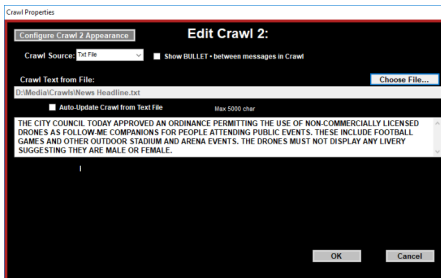 Crawl Properties
Configure Crawl 2 Appearance
Edit Crawl 2:
Crawl Source: Txt File
Show BULLET • between messages in Crawl
Crawl Text from File:
Choose File...
D:\Media\Crawls\News Headline.txt
Auto-Update Crawl from Text File
Max 5000 char
THE CITY COUNCIL TODAY APPROVED AN ORDINANCE PERMITTING THE USE OF NON-COMMERCIALLY LICENSED
DRONES AS FOLLOW-ME COMPANIONS FOR PEOPLE ATTENDING PUBLIC EVENTS. THESE INCLUDE FOOTBALL
GAMES AND OTHER OUTDOOR STADIUM AND ARENA EVENTS. THE DRONES MUST NOT DISPLAY ANY LIVERY
SUGGESTING THEY ARE MALE OR FEMALE.
OK
Cancel